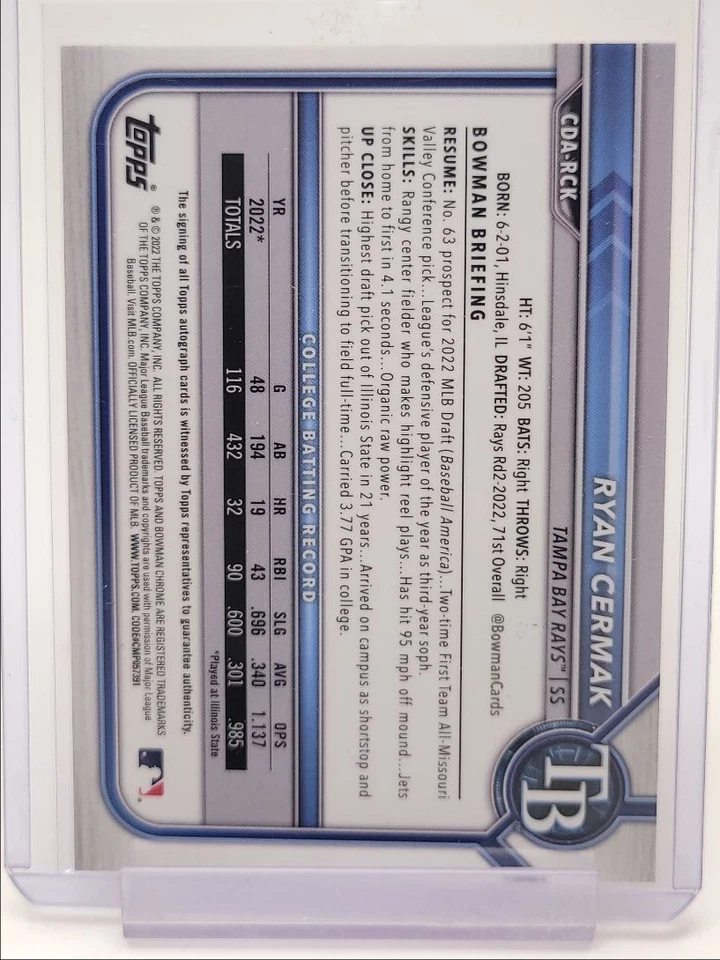 RYAN CERMAK
TAMPA BAY RAYS™ | SS
CDA-RCK
TB
HT: 6'1" WT: 205 BATS: Right THROWS: Right
BORN: 6-2-01, Hinsdale, IL DRAFTED: Rays Rd2-2022, 71st Overall @BowmanCards
BOWMAN BRIEFING
RESUME: No. 63 prospect for 2022 MLB Draft (Baseball America)...Two-time First Team All-Missouri
Valley Conference pick...League's defensive player of the year as third-year soph.
SKILLS: Rangy center fielder who makes highlight reel plays...Has hit 95 mph off mound...Jets
from home to first in 4.1 seconds...Organic raw power.
UP CLOSE: Highest draft pick out of Illinois State in 21 years...Arrived on campus as shortstop and
pitcher before transitioning to field full-time...Carried 3.77 GPA in college.
COLLEGE BATTING RECORD
YR G AB HR RBI SLG AVG OPS
2022* 48 194 19 43 .696 .340 1.137
TOTALS 116 432 32 90 .600 .301 .985
*Played at Illinois State
The signing of all Topps autograph cards is witnessed by Topps representatives to guarantee authenticity.
topps®
® & © 2022 THE TOPPS COMPANY, INC. ALL RIGHTS RESERVED. TOPPS AND BOWMAN CHROME ARE REGISTERED TRADEMARKS
OF THE TOPPS COMPANY, INC. Major League Baseball trademarks and copyrights are used with permission of Major League
Baseball. Visit MLB.com. OFFICIALLY LICENSED PRODUCT OF MLB. WWW.TOPPS.COM. CODE#CMP157391